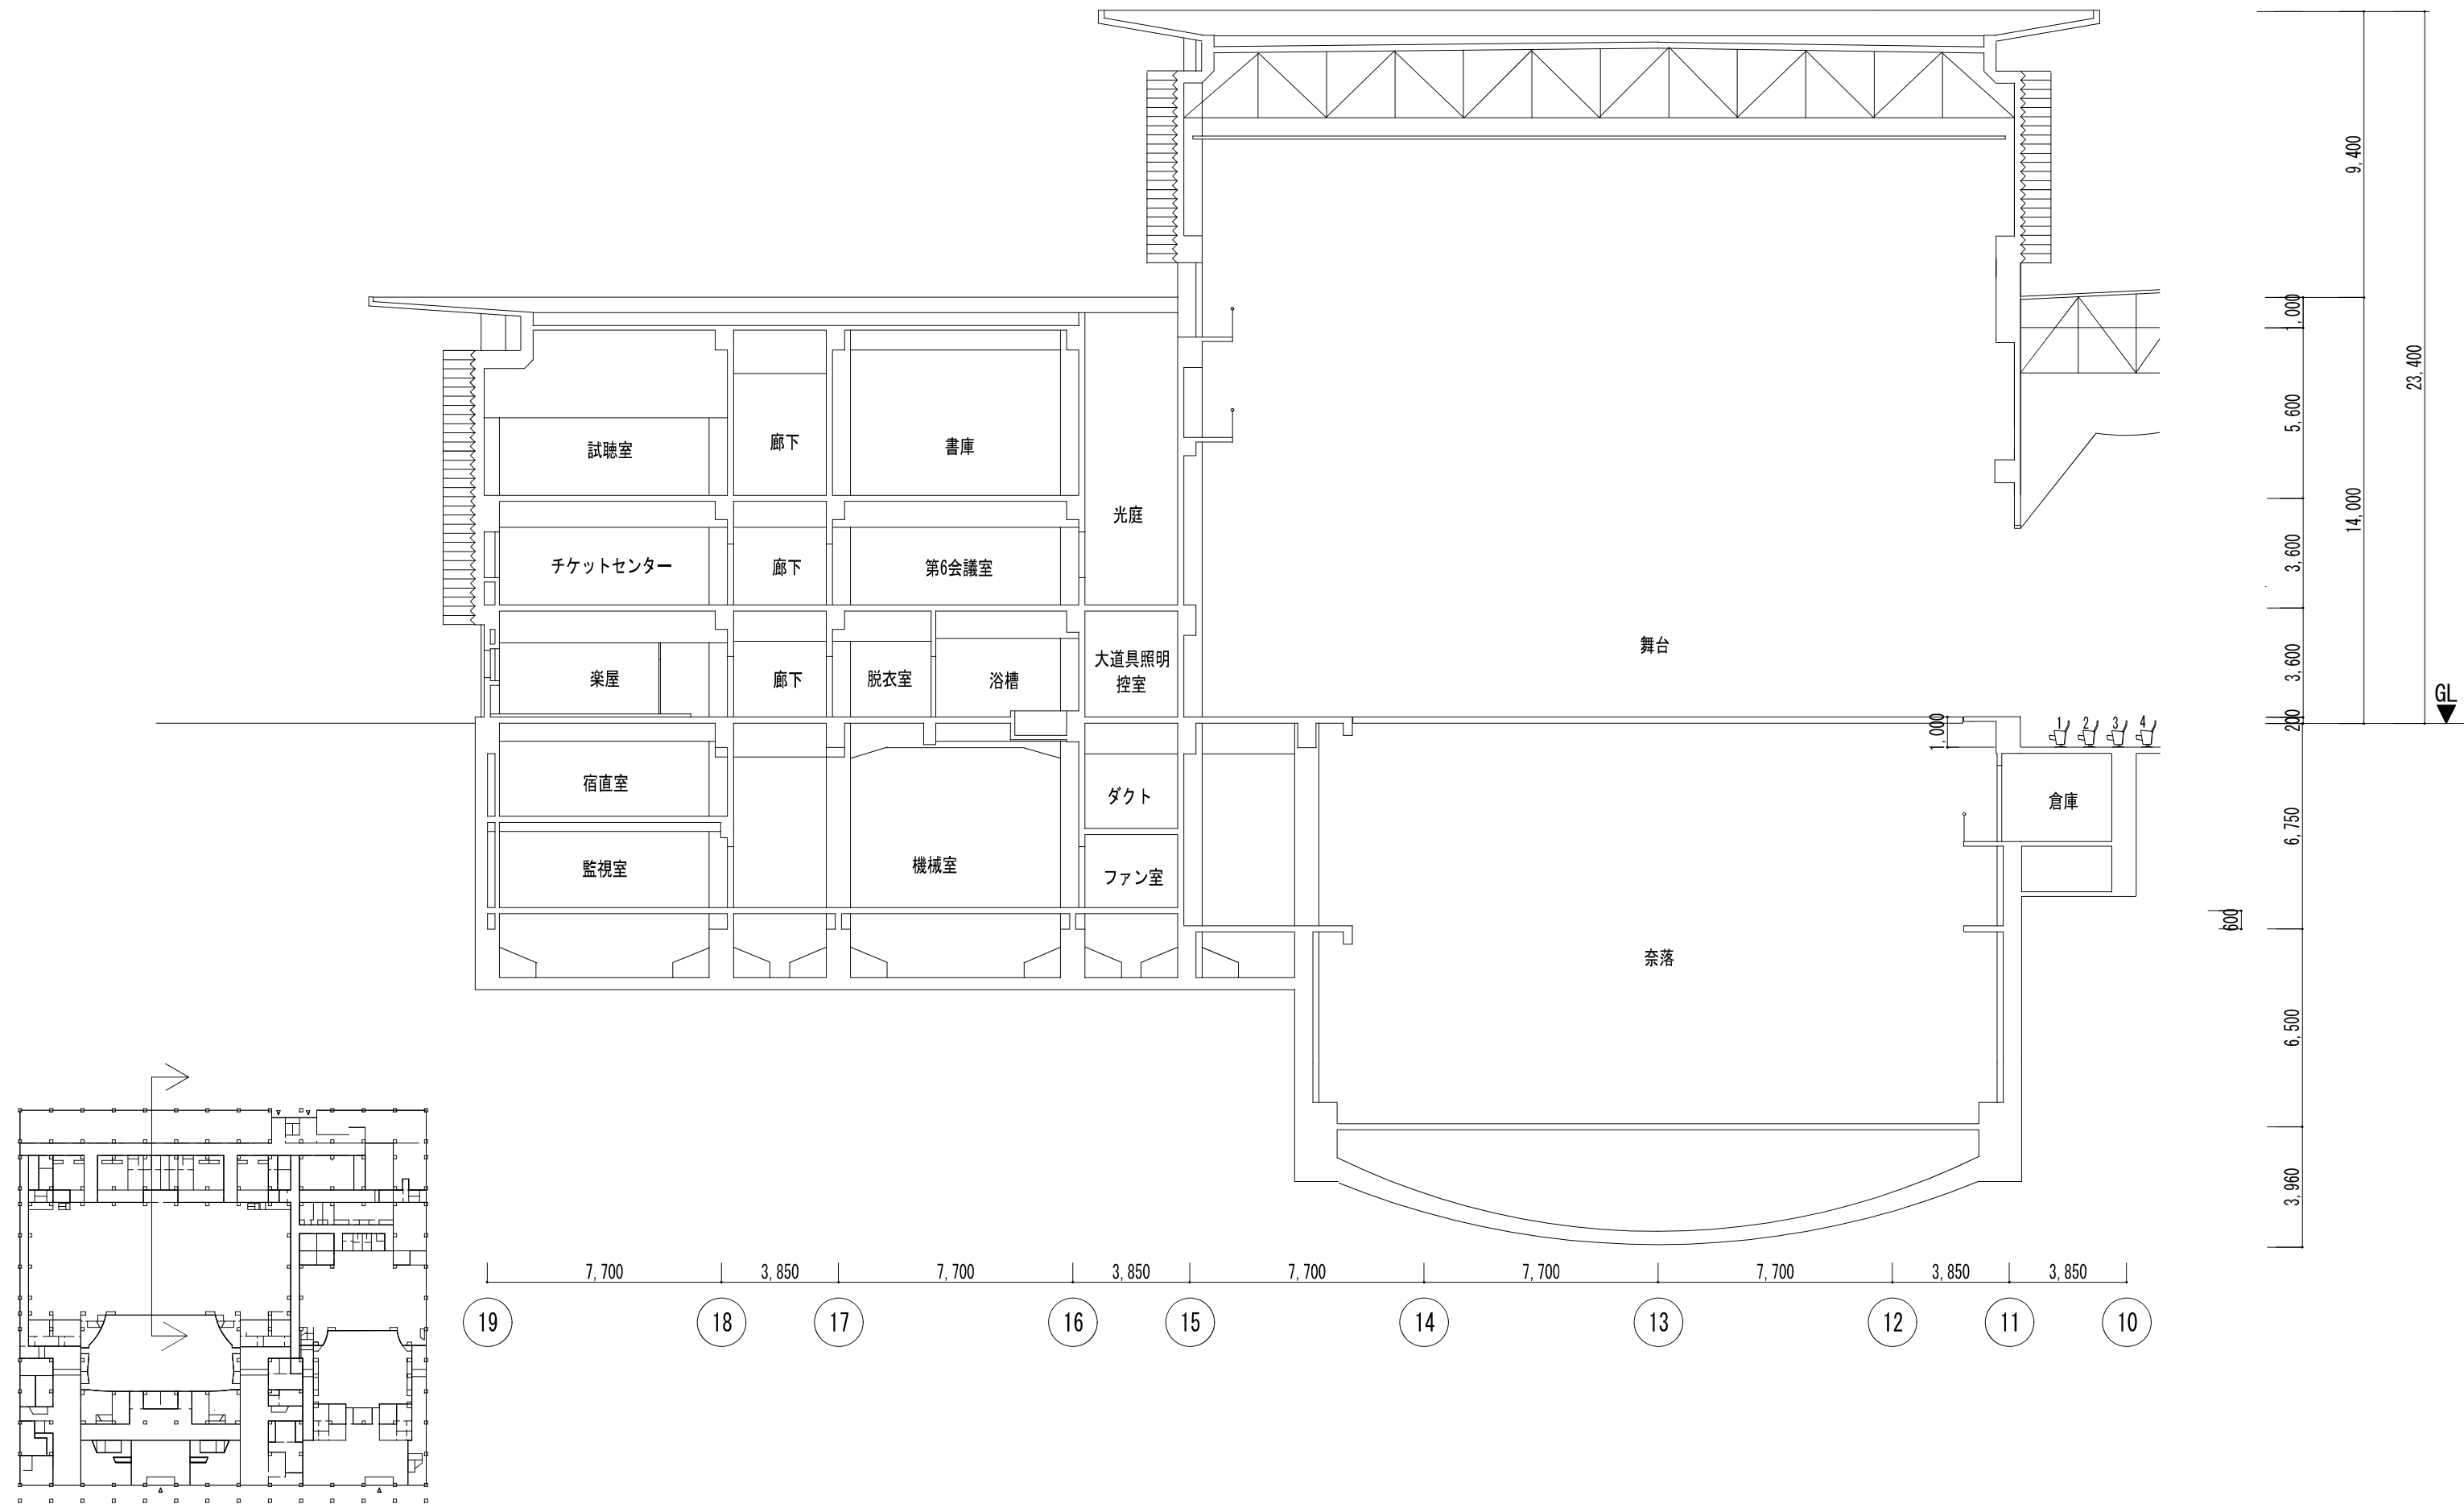 9,400
1,000
23,400
5,600
廊下
書庫
試聴室
14,000
光庭
3,600
チケットセンター
廊下
第6会議室
舞台
大道具照明
控室
3,600
楽屋
廊下
脱衣室
浴槽
GL
200
1,000
1 2 3 4
宿直室
ダクト
倉庫
6,750
監視室
機械室
ファン室
600
奈落
6,500
3,960
7,700 3,850 7,700 3,850 7,700 7,700 7,700 3,850 3,850
19 18 17 16 15 14 13 12 11 10